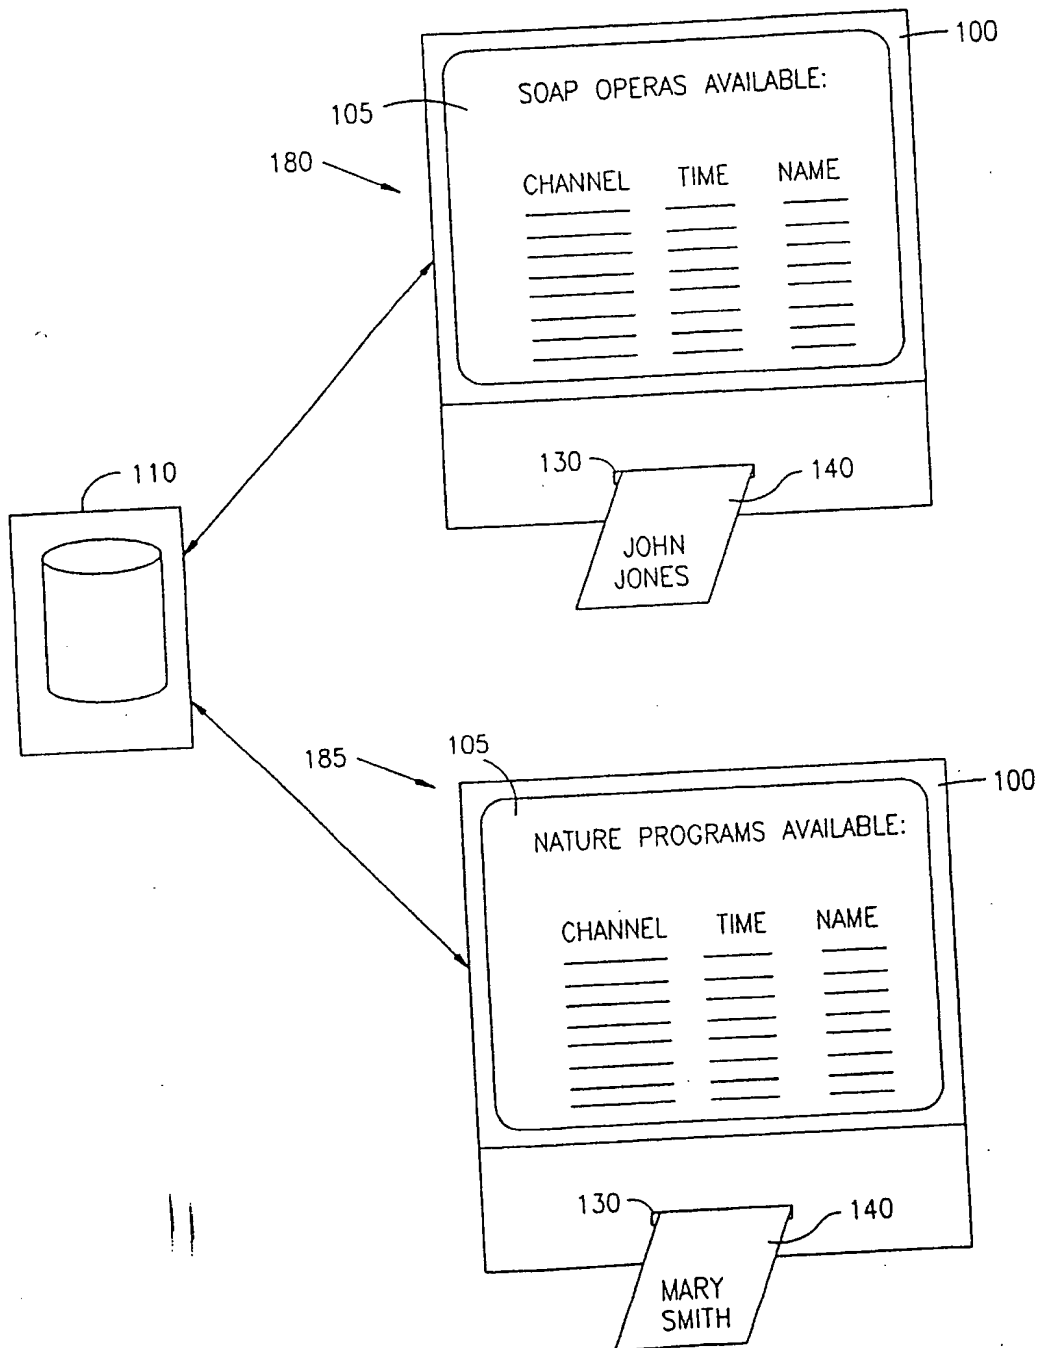 100
SOAP OPERAS AVAILABLE:
105
180
CHANNEL TIME NAME
110
130
140
JOHN
JONES
185
105
100
NATURE PROGRAMS AVAILABLE:
CHANNEL TIME NAME
130
140
MARY
SMITH